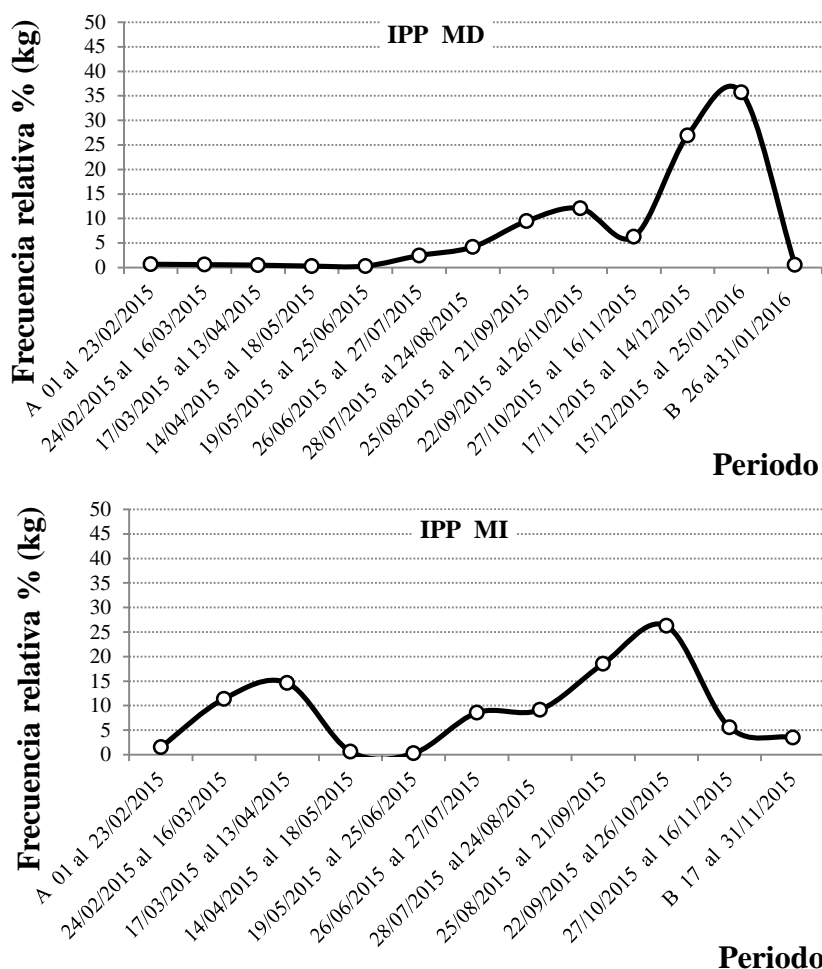 IPP MD
Frecuencia relativa % (kg)
50
45
40
35
30
25
20
15
10
5
0
A 01 al 23/02/2015
24/02/2015 al 16/03/2015
17/03/2015 al 13/04/2015
14/04/2015 al 18/05/2015
19/05/2015 al 25/06/2015
26/06/2015 al 27/07/2015
28/07/2015 al 24/08/2015
25/08/2015 al 21/09/2015
22/09/2015 al 26/10/2015
27/10/2015 al 16/11/2015
17/11/2015 al 14/12/2015
15/12/2015 al 25/01/2016
B 26 al 31/01/2016
Periodo
IPP MI
Frecuencia relativa % (kg)
50
45
40
35
30
25
20
15
10
5
0
A 01 al 23/02/2015
24/02/2015 al 16/03/2015
17/03/2015 al 13/04/2015
14/04/2015 al 18/05/2015
19/05/2015 al 25/06/2015
26/06/2015 al 27/07/2015
28/07/2015 al 24/08/2015
25/08/2015 al 21/09/2015
22/09/2015 al 26/10/2015
27/10/2015 al 16/11/2015
B 17 al 31/11/2015
Periodo